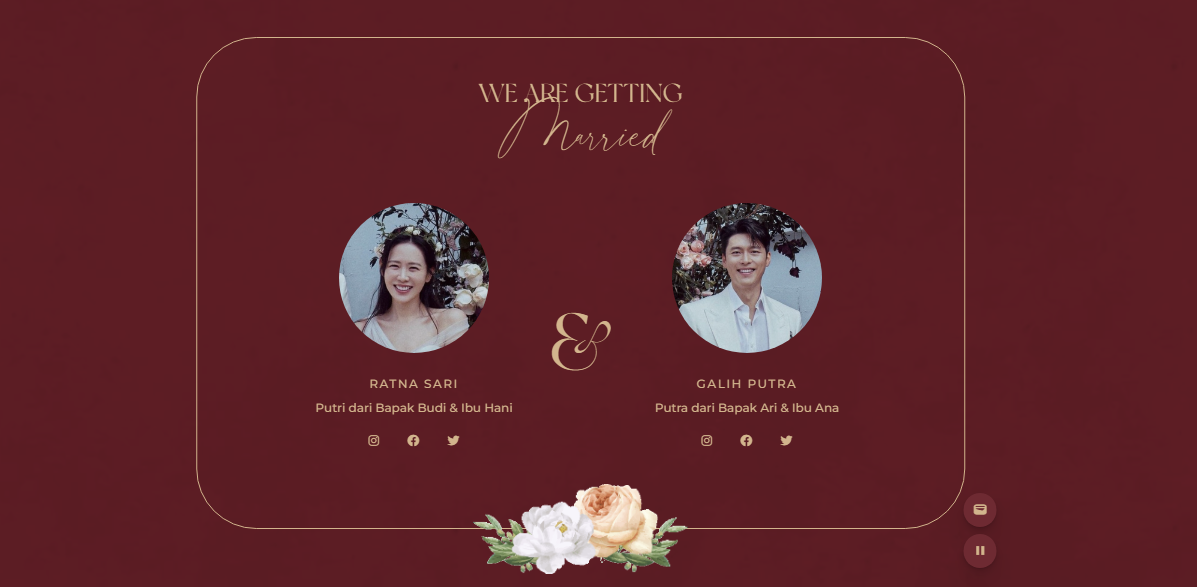 WE ARE GETTING
Married
&
RATNA SARI
Putri dari Bapak Budi & Ibu Hani
GALIH PUTRA
Putra dari Bapak Ari & Ibu Ana